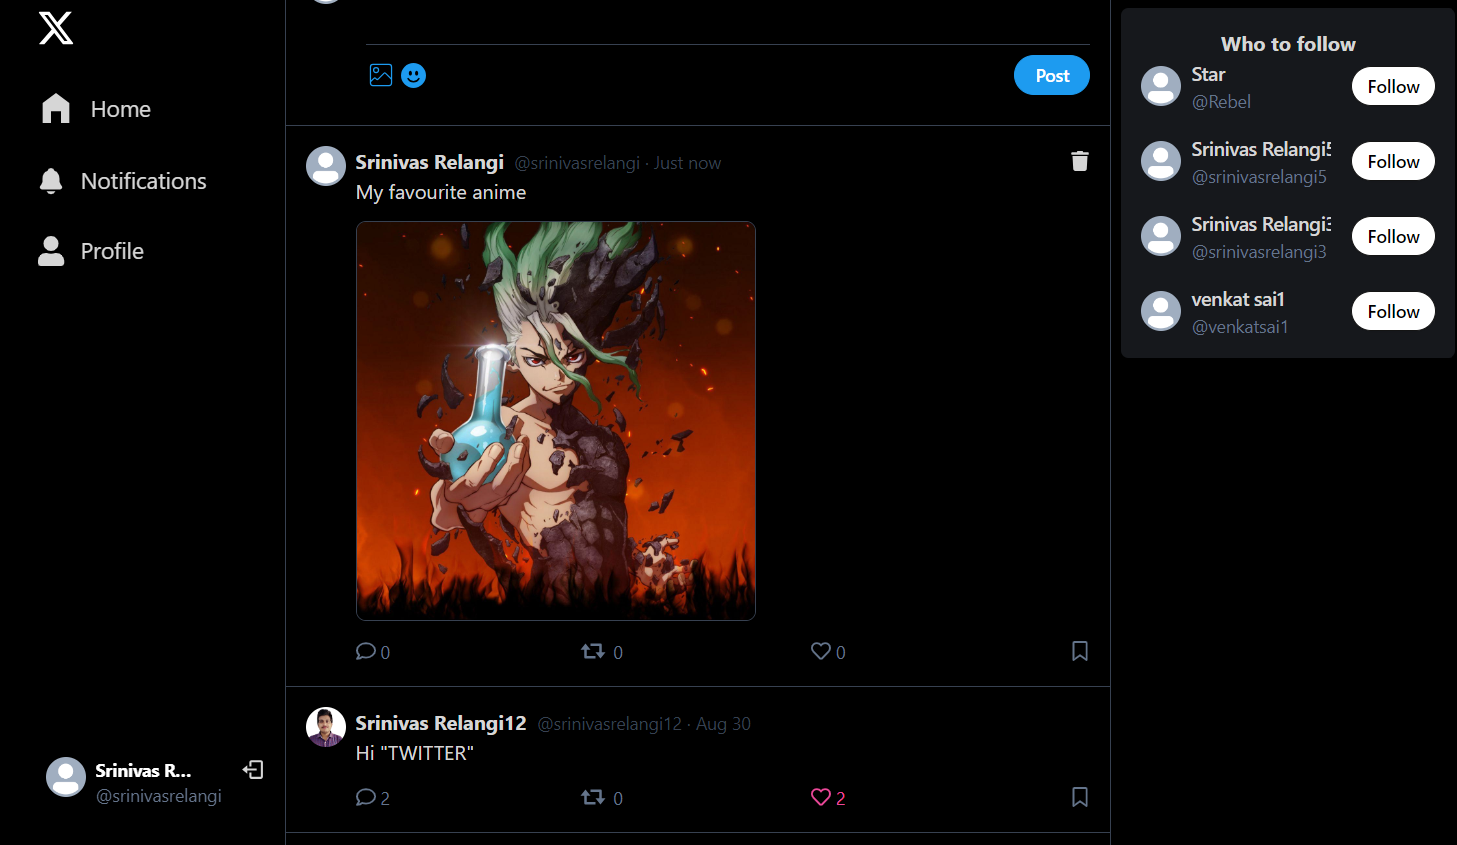 Home
Notifications
Profile
Srinivas R...
@srinivasrelangi
Post
Srinivas Relangi @srinivasrelangi · Just now
My favourite anime
0 0 0
Srinivas Relangi12 @srinivasrelangi12 · Aug 30
Hi "TWITTER"
2 0 2
Who to follow
Star
@Rebel
Follow
Srinivas Relangi5
@srinivasrelangi5
Follow
Srinivas Relangi3
@srinivasrelangi3
Follow
venkat sai1
@venkatsai1
Follow